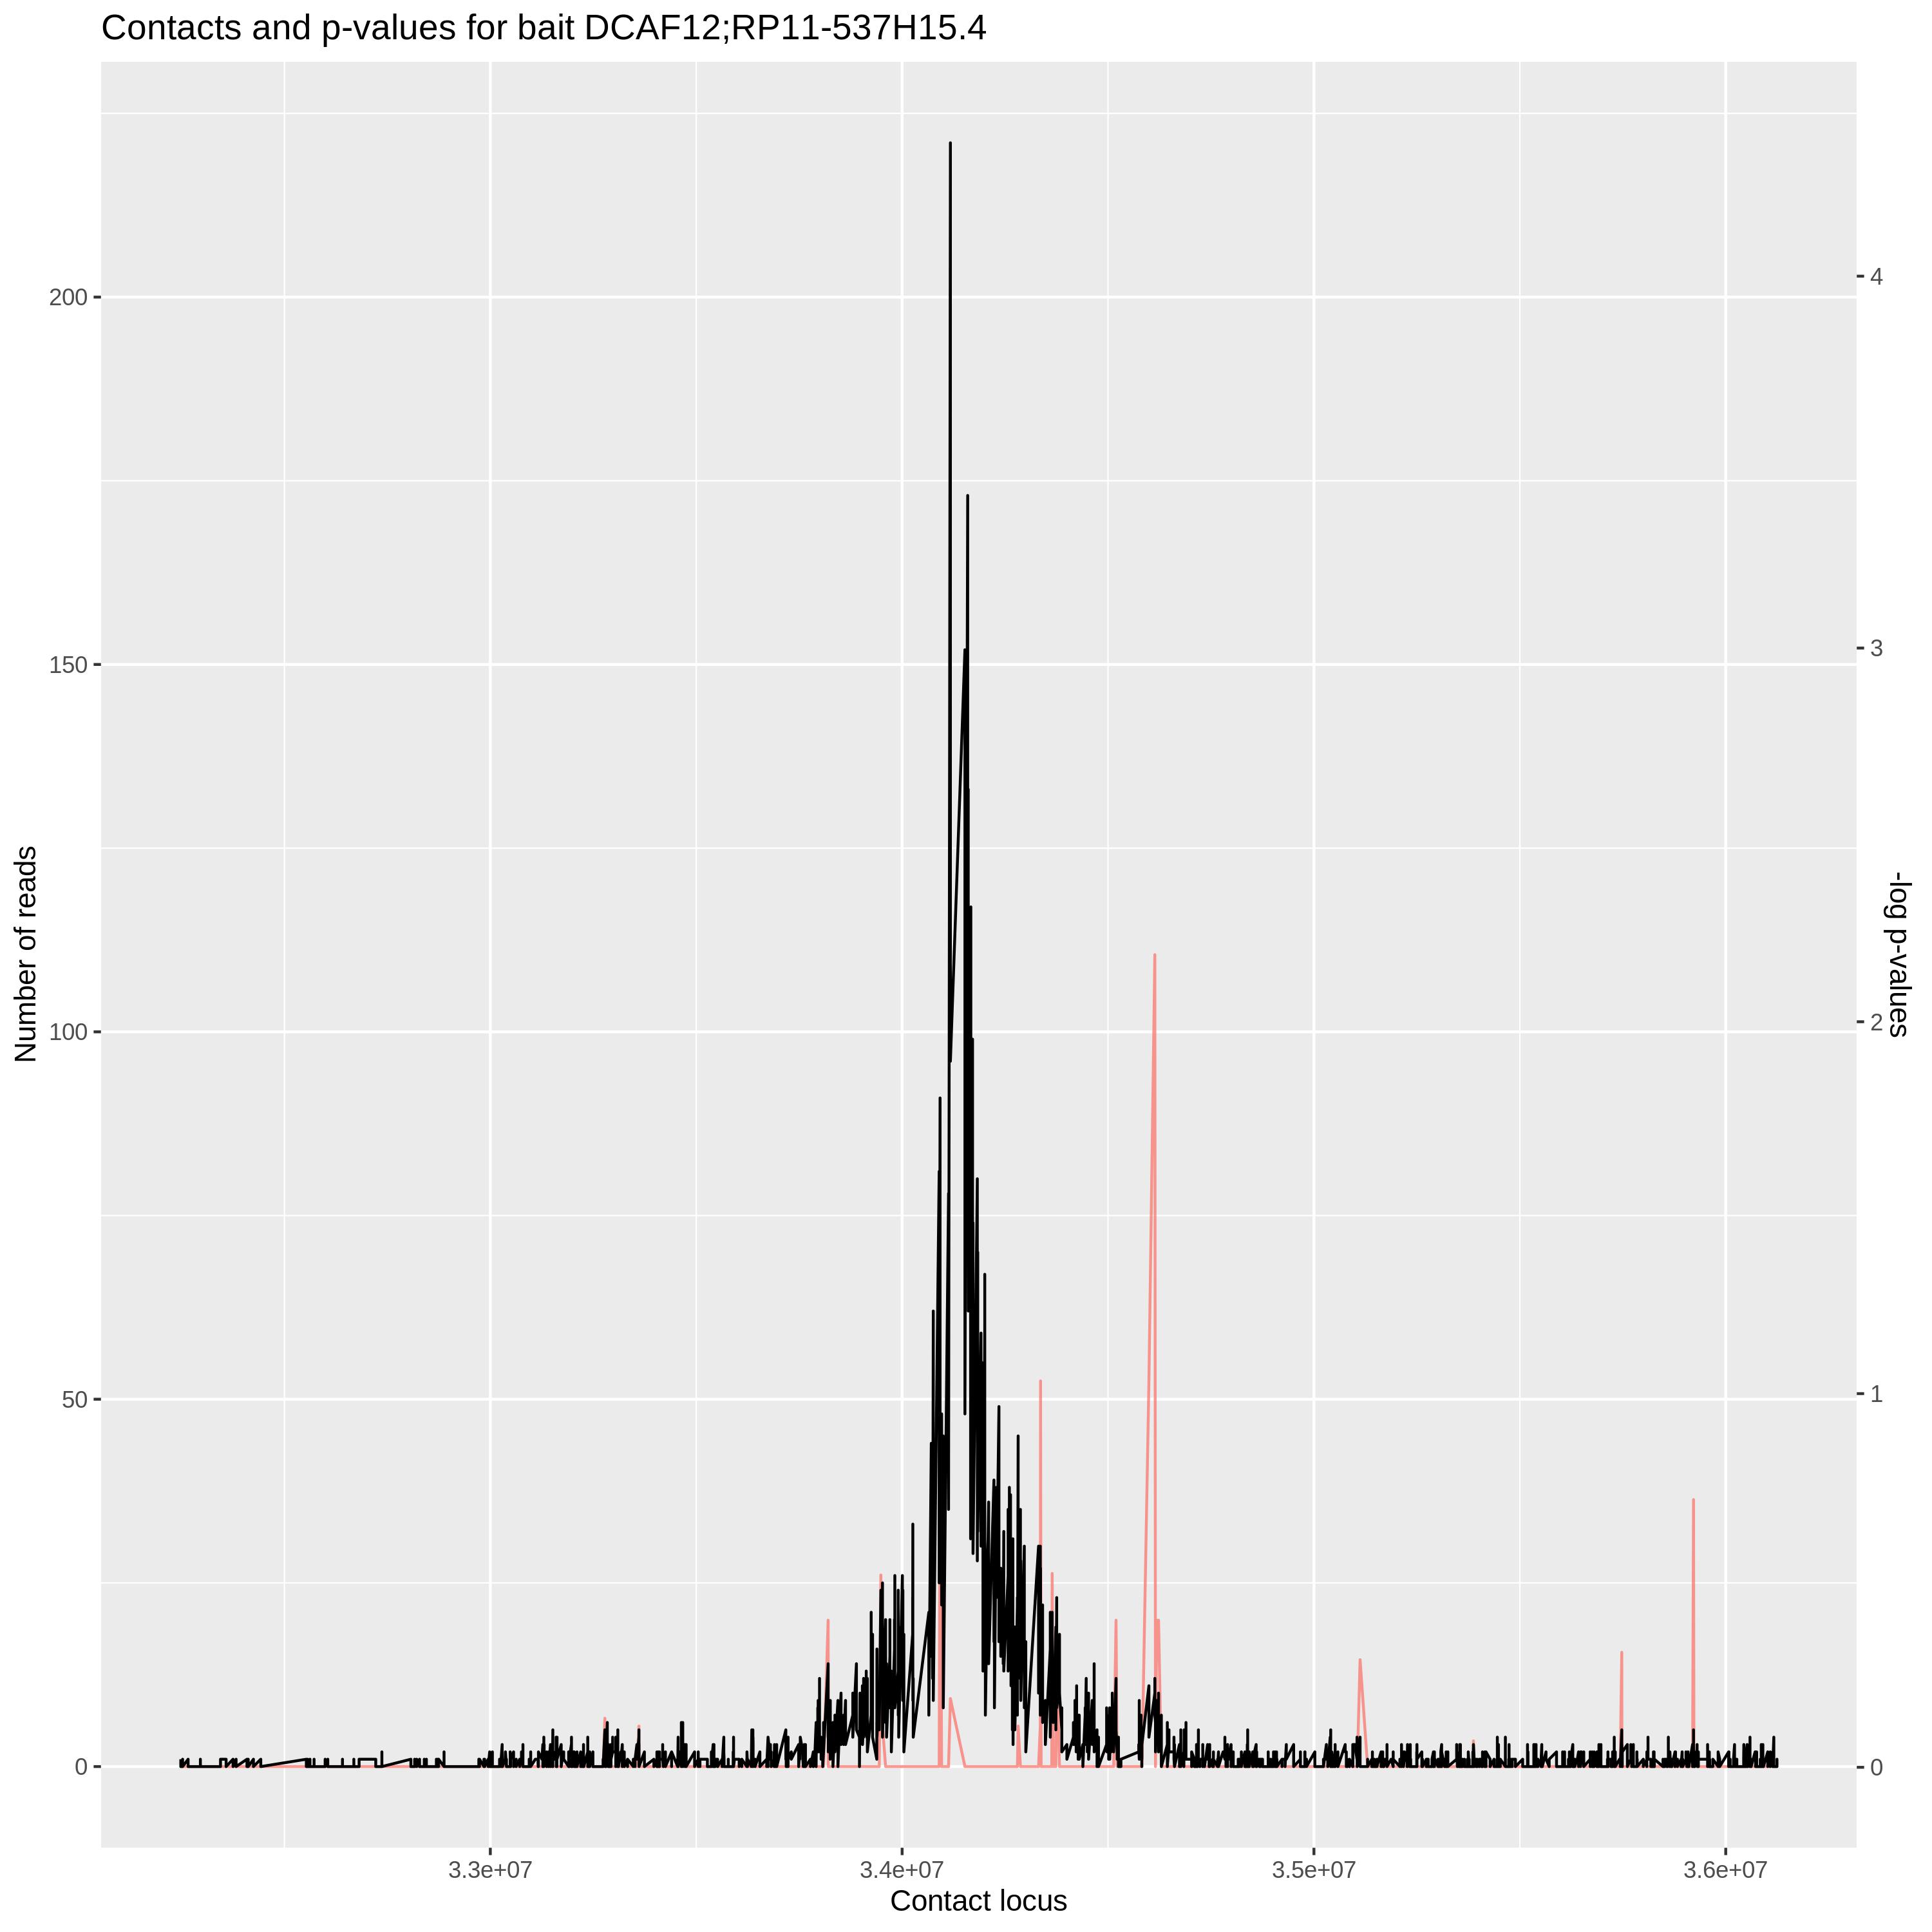 Contacts and p-values for bait DCAF12;RP11-537H15.4
Number of reads
200
150
100
50
0
4
3
2
1
0
-log p-values
3.3e+07
3.4e+07
3.5e+07
3.6e+07
Contact locus